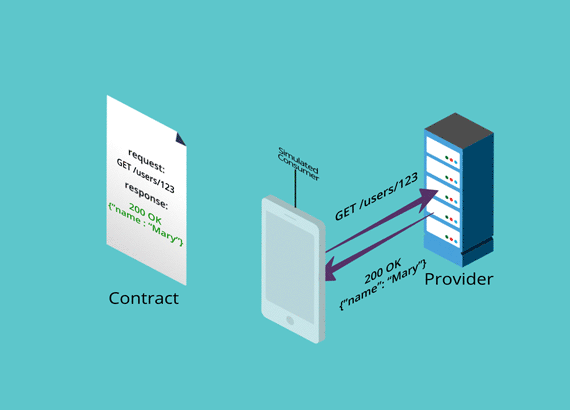 request:
GET /users/123
response:
200 OK
{"name : "Mary"}
Contract
Simulated
Consumer
GET /users/123
200 OK
{"name": "Mary"}
Provider